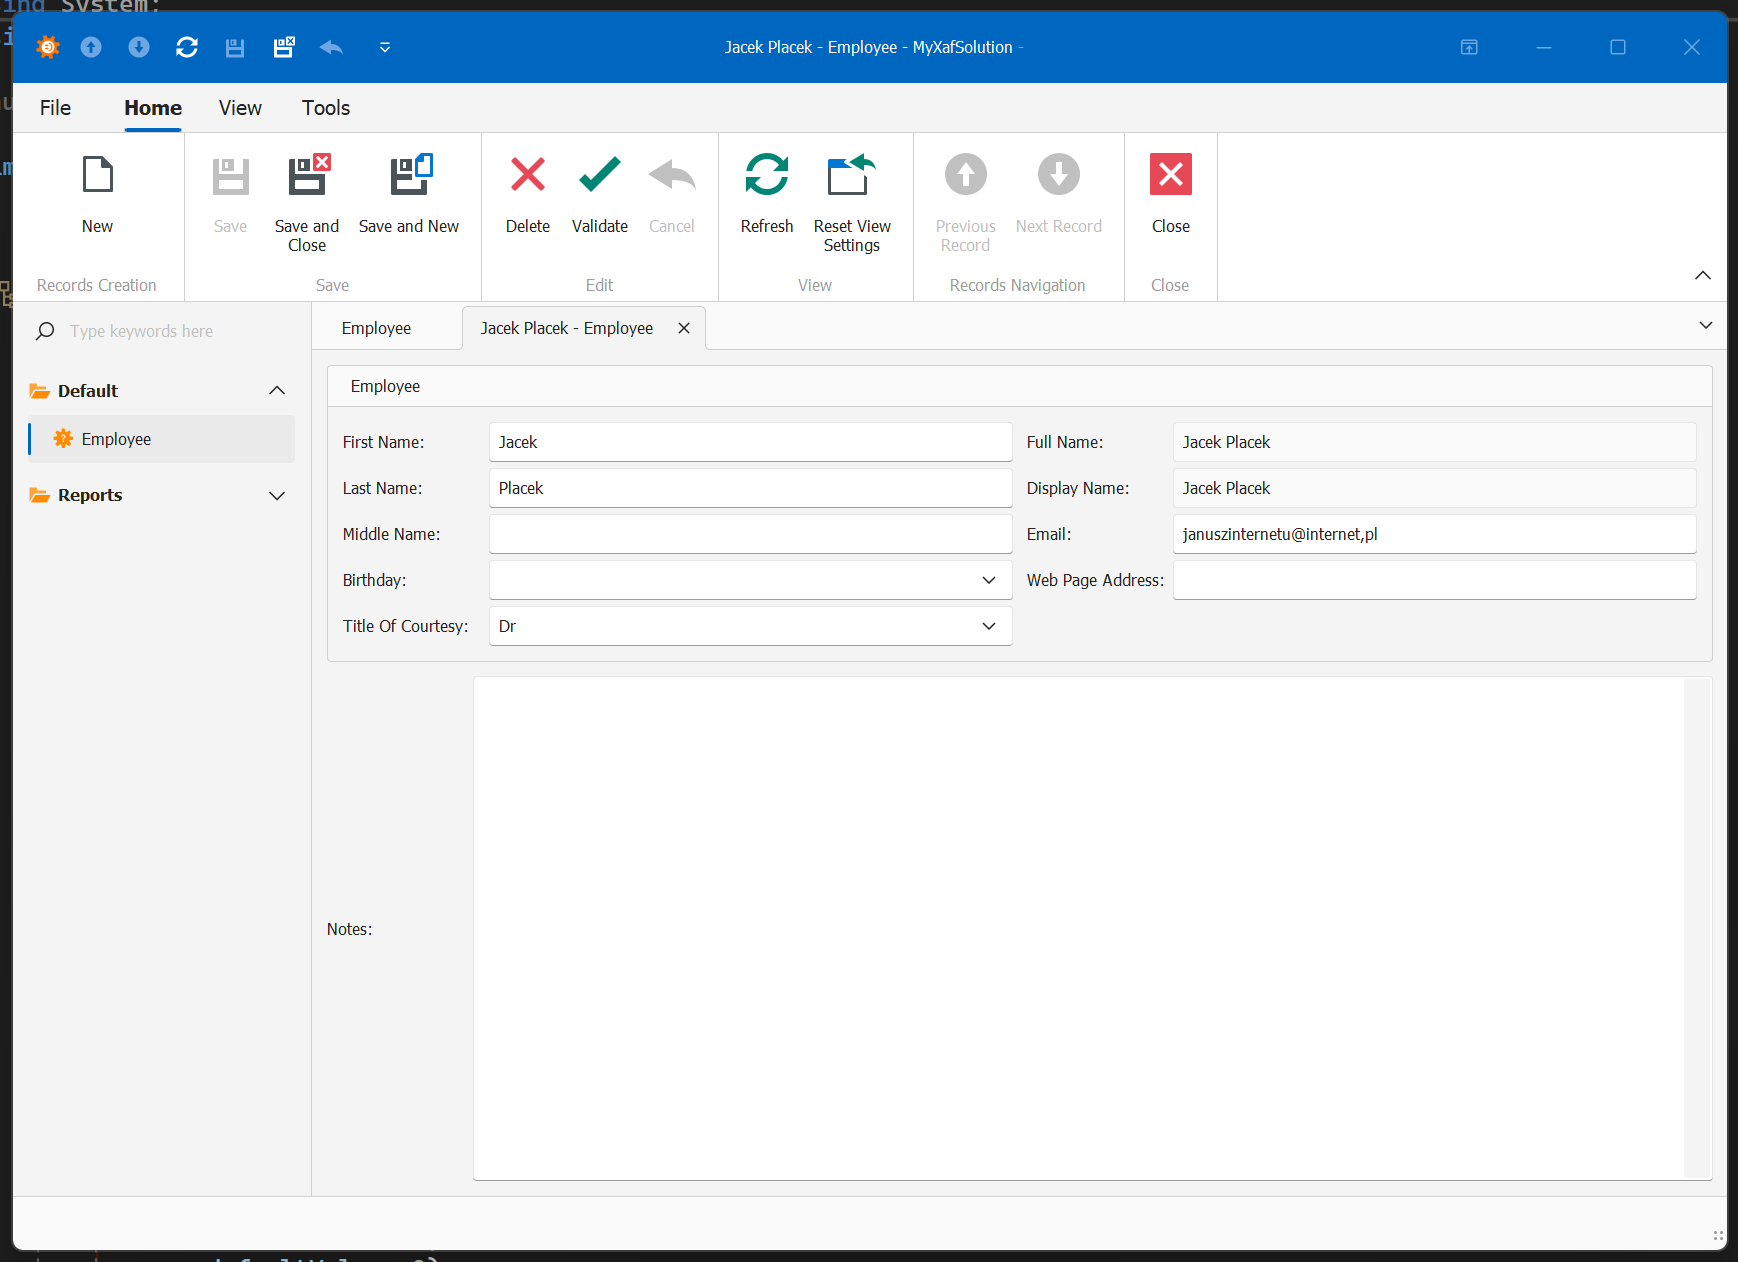 sing System;
Jacek Placek - Employee - MyXafSolution -
File Home View Tools
New
Save
Save and Close
Save and New
Delete
Validate
Cancel
Refresh
Reset View Settings
Previous Record
Next Record
Close
Records Creation
Save
Edit
View
Records Navigation
Close
Type keywords here
Default
Employee
Reports
Employee
Jacek Placek - Employee
Employee
First Name: Jacek
Full Name: Jacek Placek
Last Name: Placek
Display Name: Jacek Placek
Middle Name:
Email: januszinternetu@internet,pl
Birthday:
Web Page Address:
Title Of Courtesy: Dr
Notes: